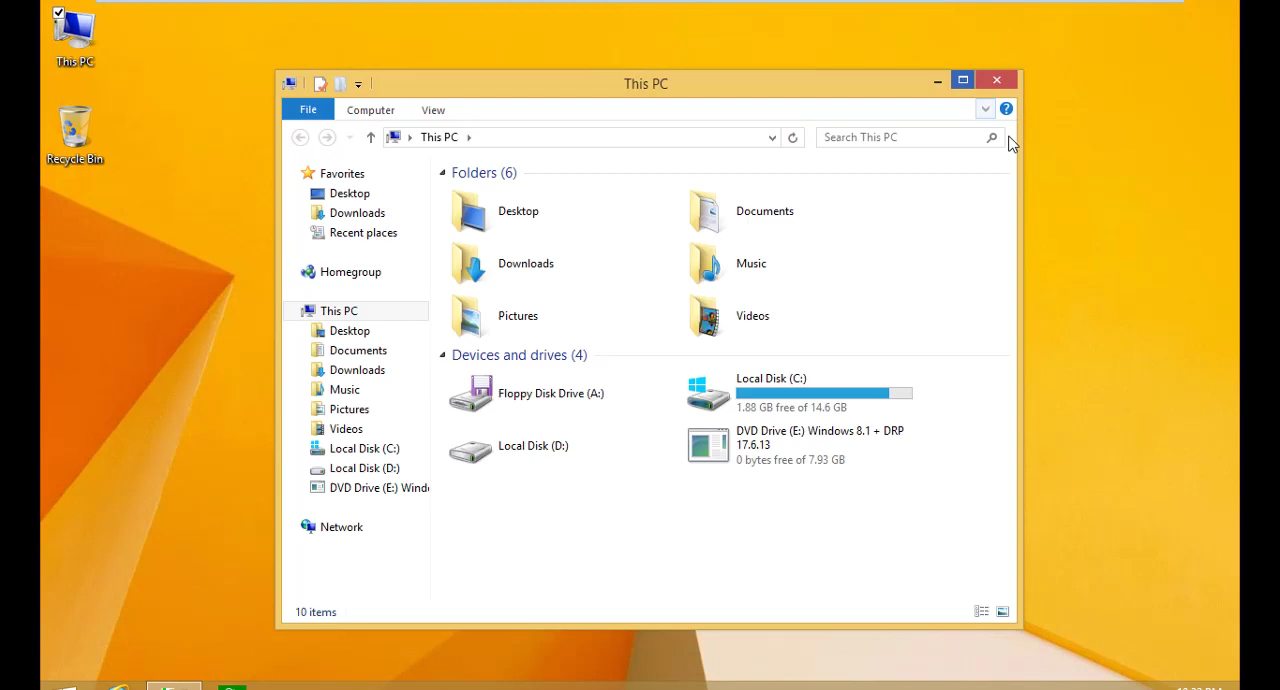 This PC
Recycle Bin
This PC
File
Computer
View
This PC
Search This PC
Favorites
Desktop
Downloads
Recent places
Homegroup
This PC
Desktop
Documents
Downloads
Music
Pictures
Videos
Local Disk (C:)
Local Disk (D:)
DVD Drive (E:) Wind
Network
Folders (6)
Desktop
Documents
Downloads
Music
Pictures
Videos
Devices and drives (4)
Floppy Disk Drive (A:)
Local Disk (C:)
1.88 GB free of 14.6 GB
Local Disk (D:)
DVD Drive (E:) Windows 8.1 + DRP
17.6.13
0 bytes free of 7.93 GB
10 items